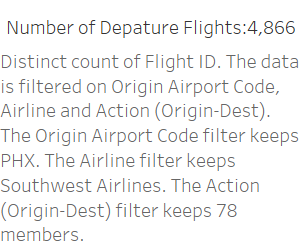 Number of Depature Flights:4,866
Distinct count of Flight ID. The data
is filtered on Origin Airport Code,
Airline and Action (Origin-Dest).
The Origin Airport Code filter keeps
PHX. The Airline filter keeps
Southwest Airlines. The Action
(Origin-Dest) filter keeps 78
members.